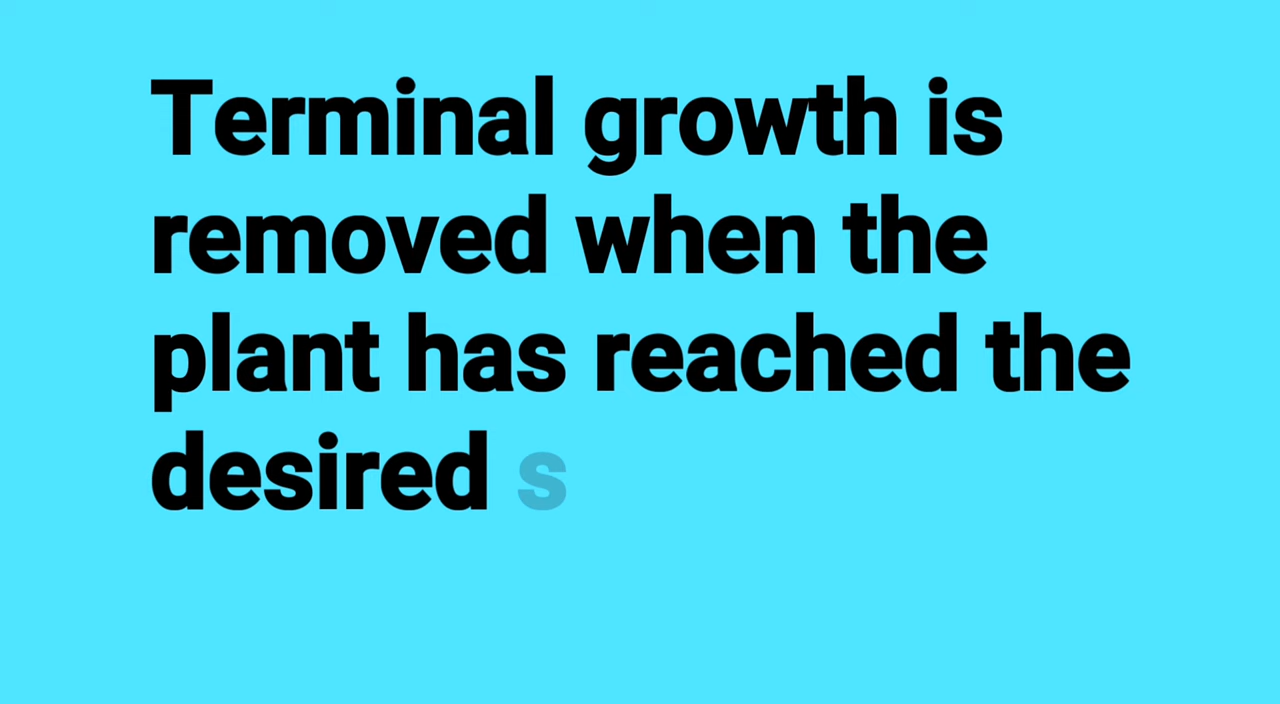 Terminal growth is
removed when the
plant has reached the
desired s